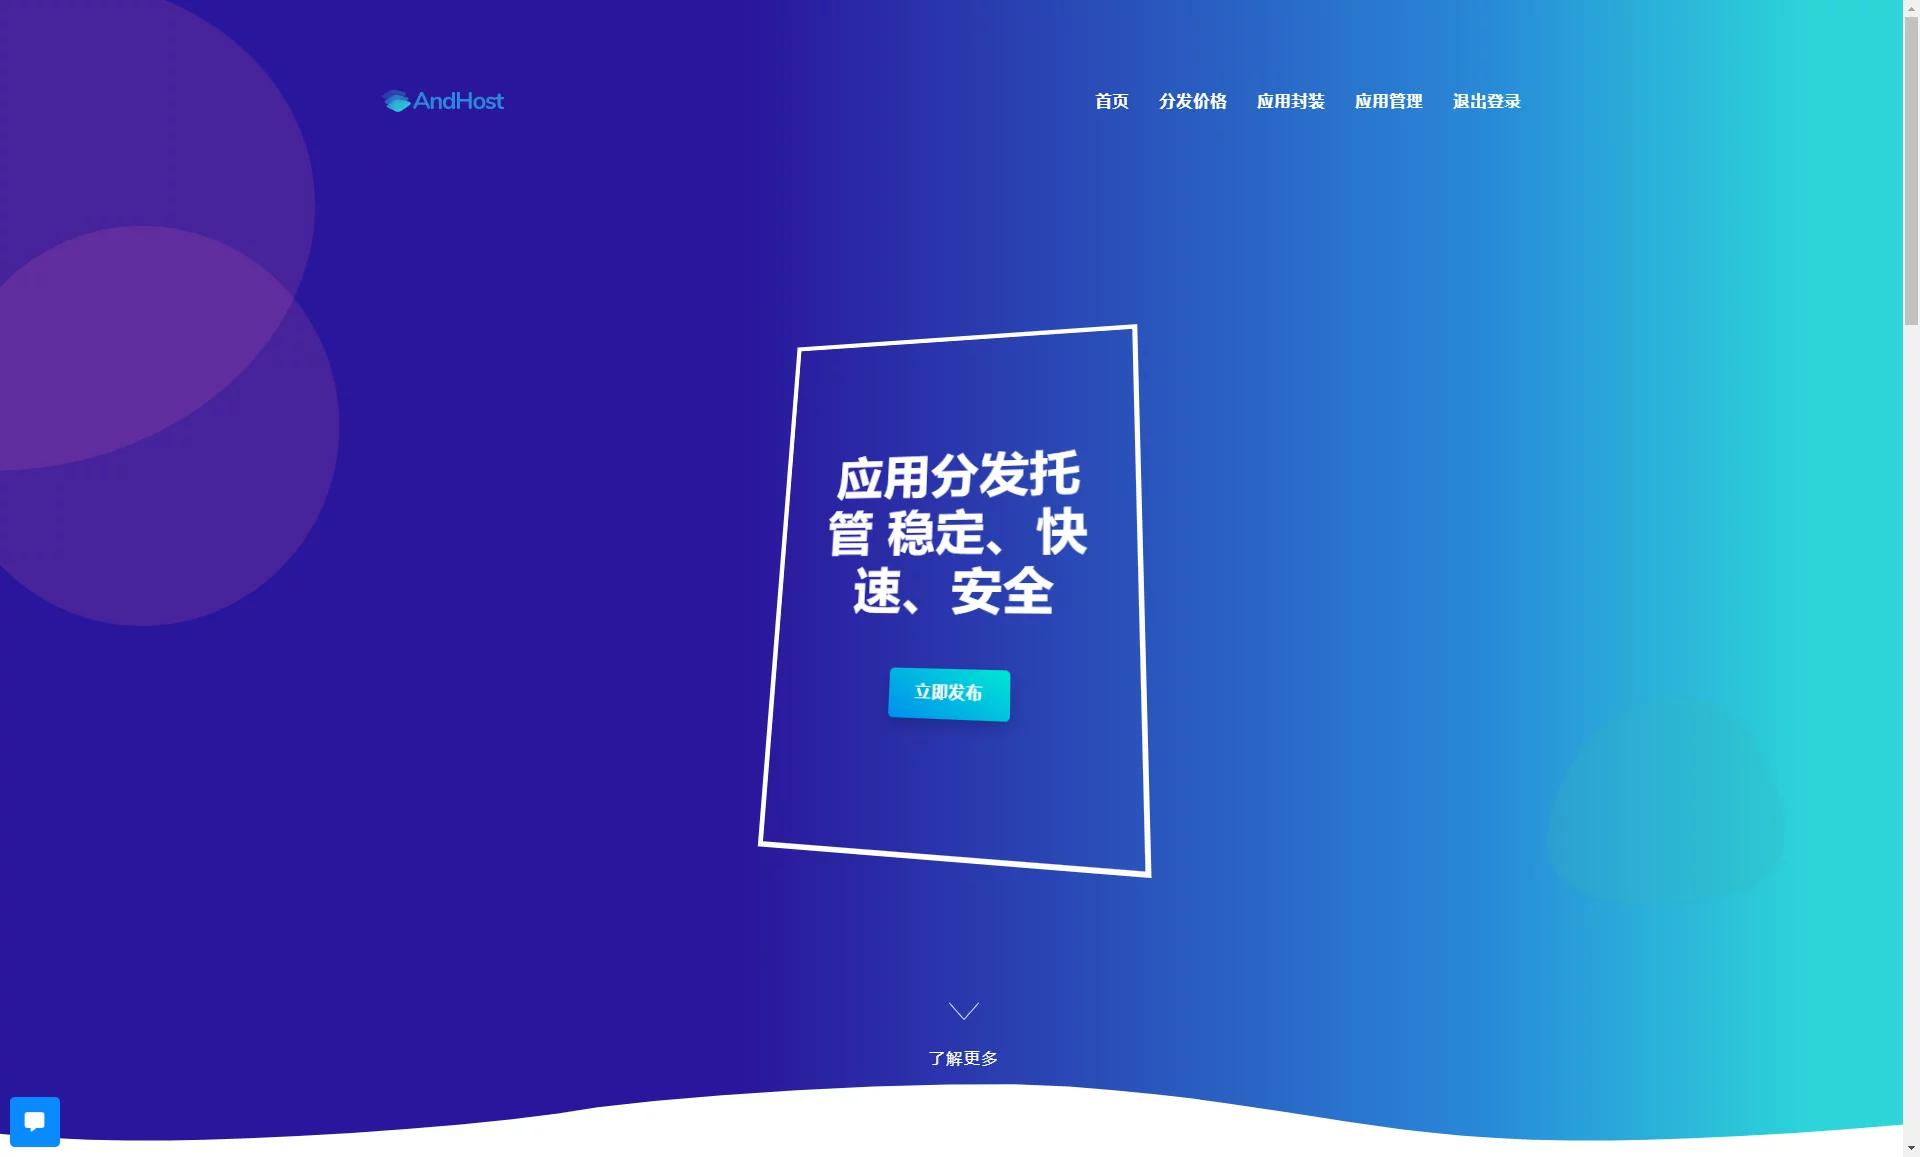 AndHost
首页 分发价格 应用封装 应用管理 退出登录
应用分发托
管 稳定、快
速、安全
立即发布
了解更多